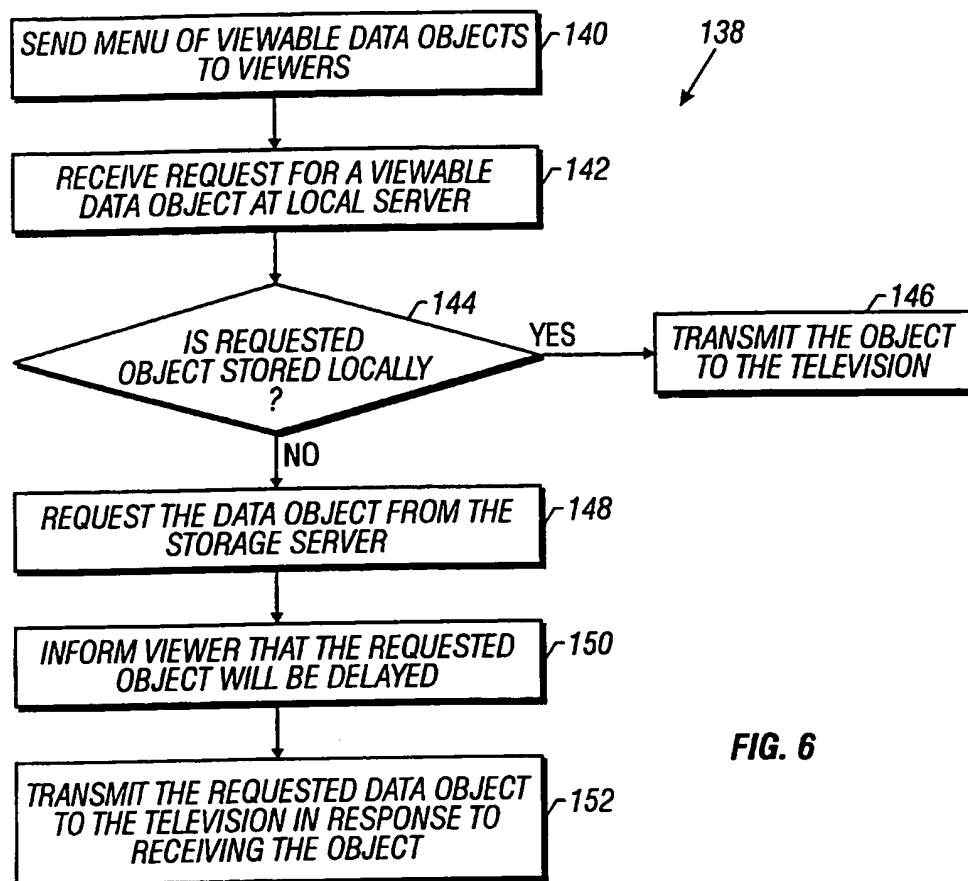 SEND MENU OF VIEWABLE DATA OBJECTS
TO VIEWERS
140
138
RECEIVE REQUEST FOR A VIEWABLE
DATA OBJECT AT LOCAL SERVER
142
144
IS REQUESTED
OBJECT STORED LOCALLY
?
YES
146
TRANSMIT THE OBJECT
TO THE TELEVISION
NO
REQUEST THE DATA OBJECT FROM THE
STORAGE SERVER
148
INFORM VIEWER THAT THE REQUESTED
OBJECT WILL BE DELAYED
150
FIG. 6
TRANSMIT THE REQUESTED DATA OBJECT
TO THE TELEVISION IN RESPONSE TO
RECEIVING THE OBJECT
152